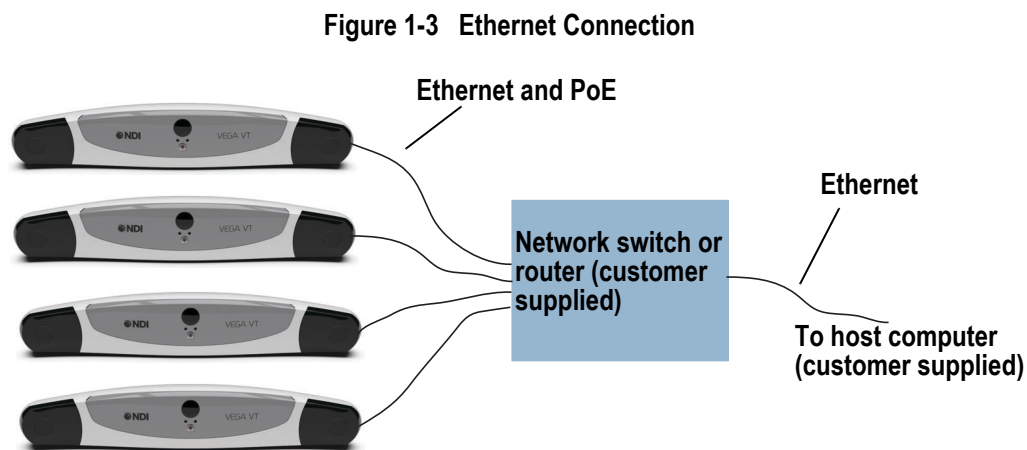 Figure 1-3 Ethernet Connection
Ethernet and PoE
NDI VEGA VT
NDI VEGA VT
NDI VEGA VT
NDI VEGA VT
Network switch or
router (customer
supplied)
Ethernet
To host computer
(customer supplied)